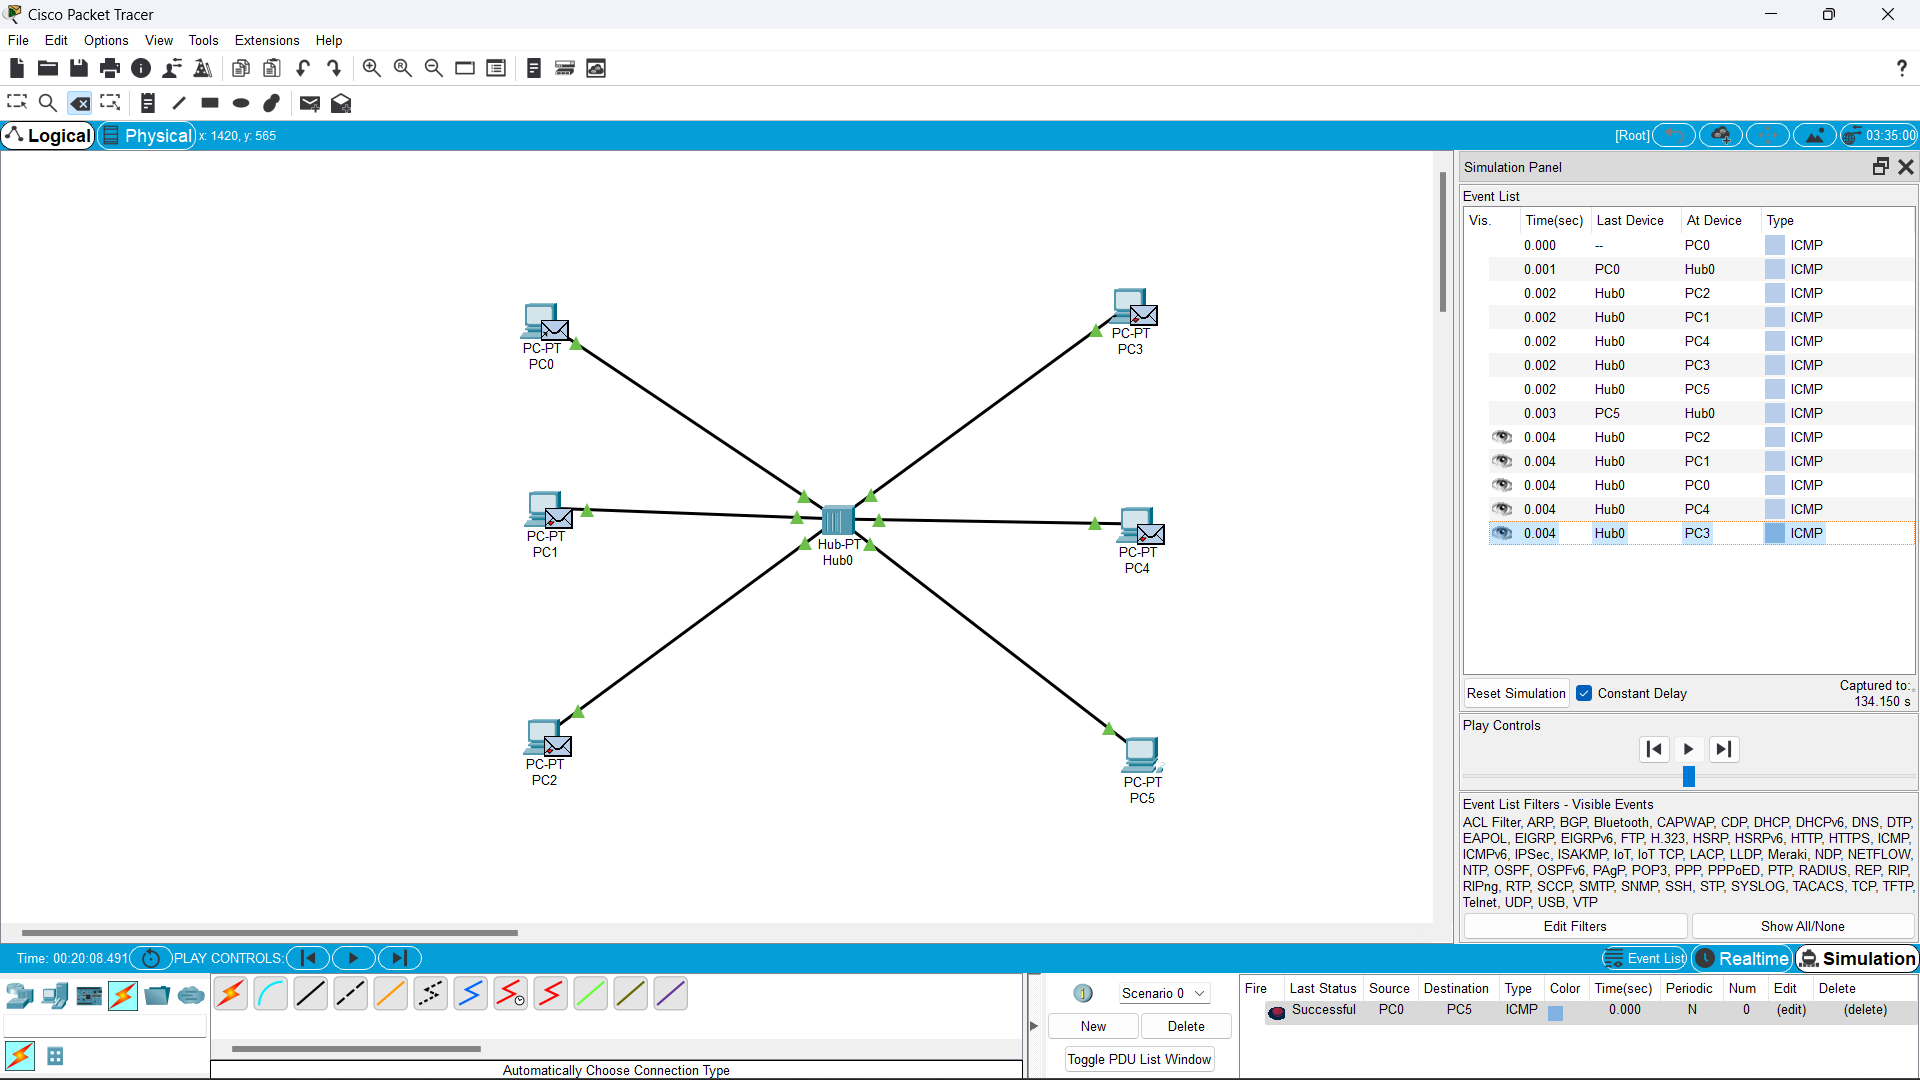 Cisco Packet Tracer
File Edit Options View Tools Extensions Help
?
Logical Physical x: 1420, y: 565 [Root] 03:35:00
PC-PT
PC0
PC-PT
PC3
PC-PT
PC1
Hub-PT
Hub0
PC-PT
PC4
PC-PT
PC2
PC-PT
PC5
Simulation Panel
Event List
Vis. Time(sec) Last Device At Device Type
0.000 -- PC0 ICMP
0.001 PC0 Hub0 ICMP
0.002 Hub0 PC2 ICMP
0.002 Hub0 PC1 ICMP
0.002 Hub0 PC4 ICMP
0.002 Hub0 PC3 ICMP
0.002 Hub0 PC5 ICMP
0.003 PC5 Hub0 ICMP
0.004 Hub0 PC2 ICMP
0.004 Hub0 PC1 ICMP
0.004 Hub0 PC0 ICMP
0.004 Hub0 PC4 ICMP
0.004 Hub0 PC3 ICMP
Reset Simulation Constant Delay Captured to:
134.150 s
Play Controls
Event List Filters - Visible Events
ACL Filter, ARP, BGP, Bluetooth, CAPWAP, CDP, DHCP, DHCPv6, DNS, DTP,
EAPOL, EIGRP, EIGRPv6, FTP, H.323, HSRP, HSRPv6, HTTP, HTTPS, ICMP,
ICMPv6, IPSec, ISAKMP, IoT, IoT TCP, LACP, LLDP, Meraki, NDP, NETFLOW,
NTP, OSPF, OSPFv6, PAgP, POP3, PPP, PPPoED, PTP, RADIUS, REP, RIP,
RIPng, RTP, SCCP, SMTP, SNMP, SSH, STP, SYSLOG, TACACS, TCP, TFTP,
Telnet, UDP, USB, VTP
Edit Filters Show All/None
Time: 00:20:08.491 PLAY CONTROLS: Event List Realtime Simulation
Automatically Choose Connection Type
Scenario 0
New Delete
Toggle PDU List Window
Fire Last Status Source Destination Type Color Time(sec) Periodic Num Edit Delete
Successful PC0 PC5 ICMP 0.000 N 0 (edit) (delete)